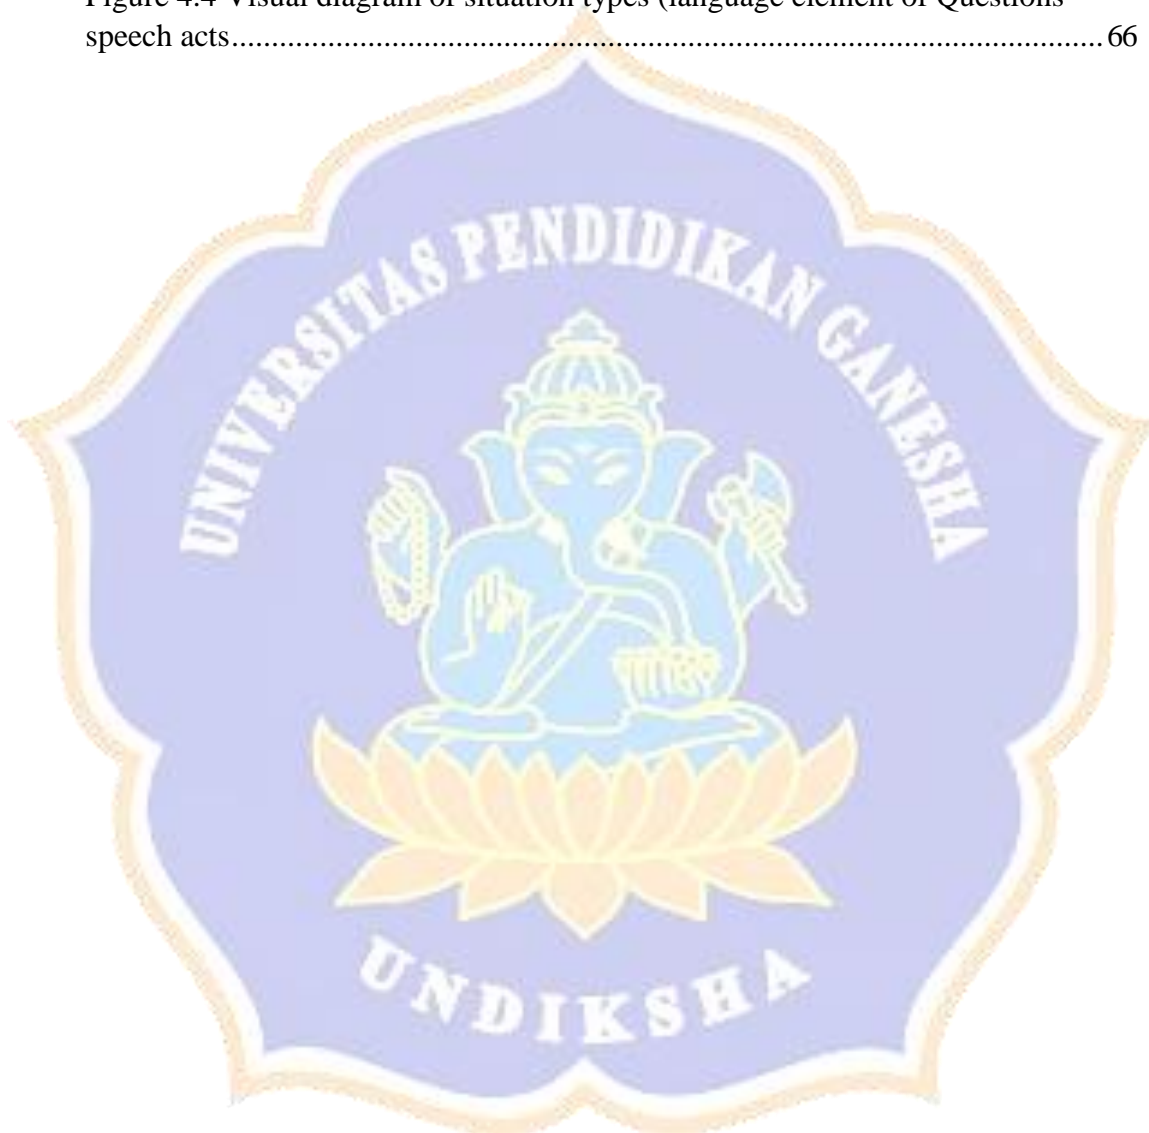 Figure 4.4 Visual diagram of situation types (language element of Questions
speech acts.......................................................................................................... 66
UNIVERSITAS PENDIDIKAN GANESHA
UNDIKSHA